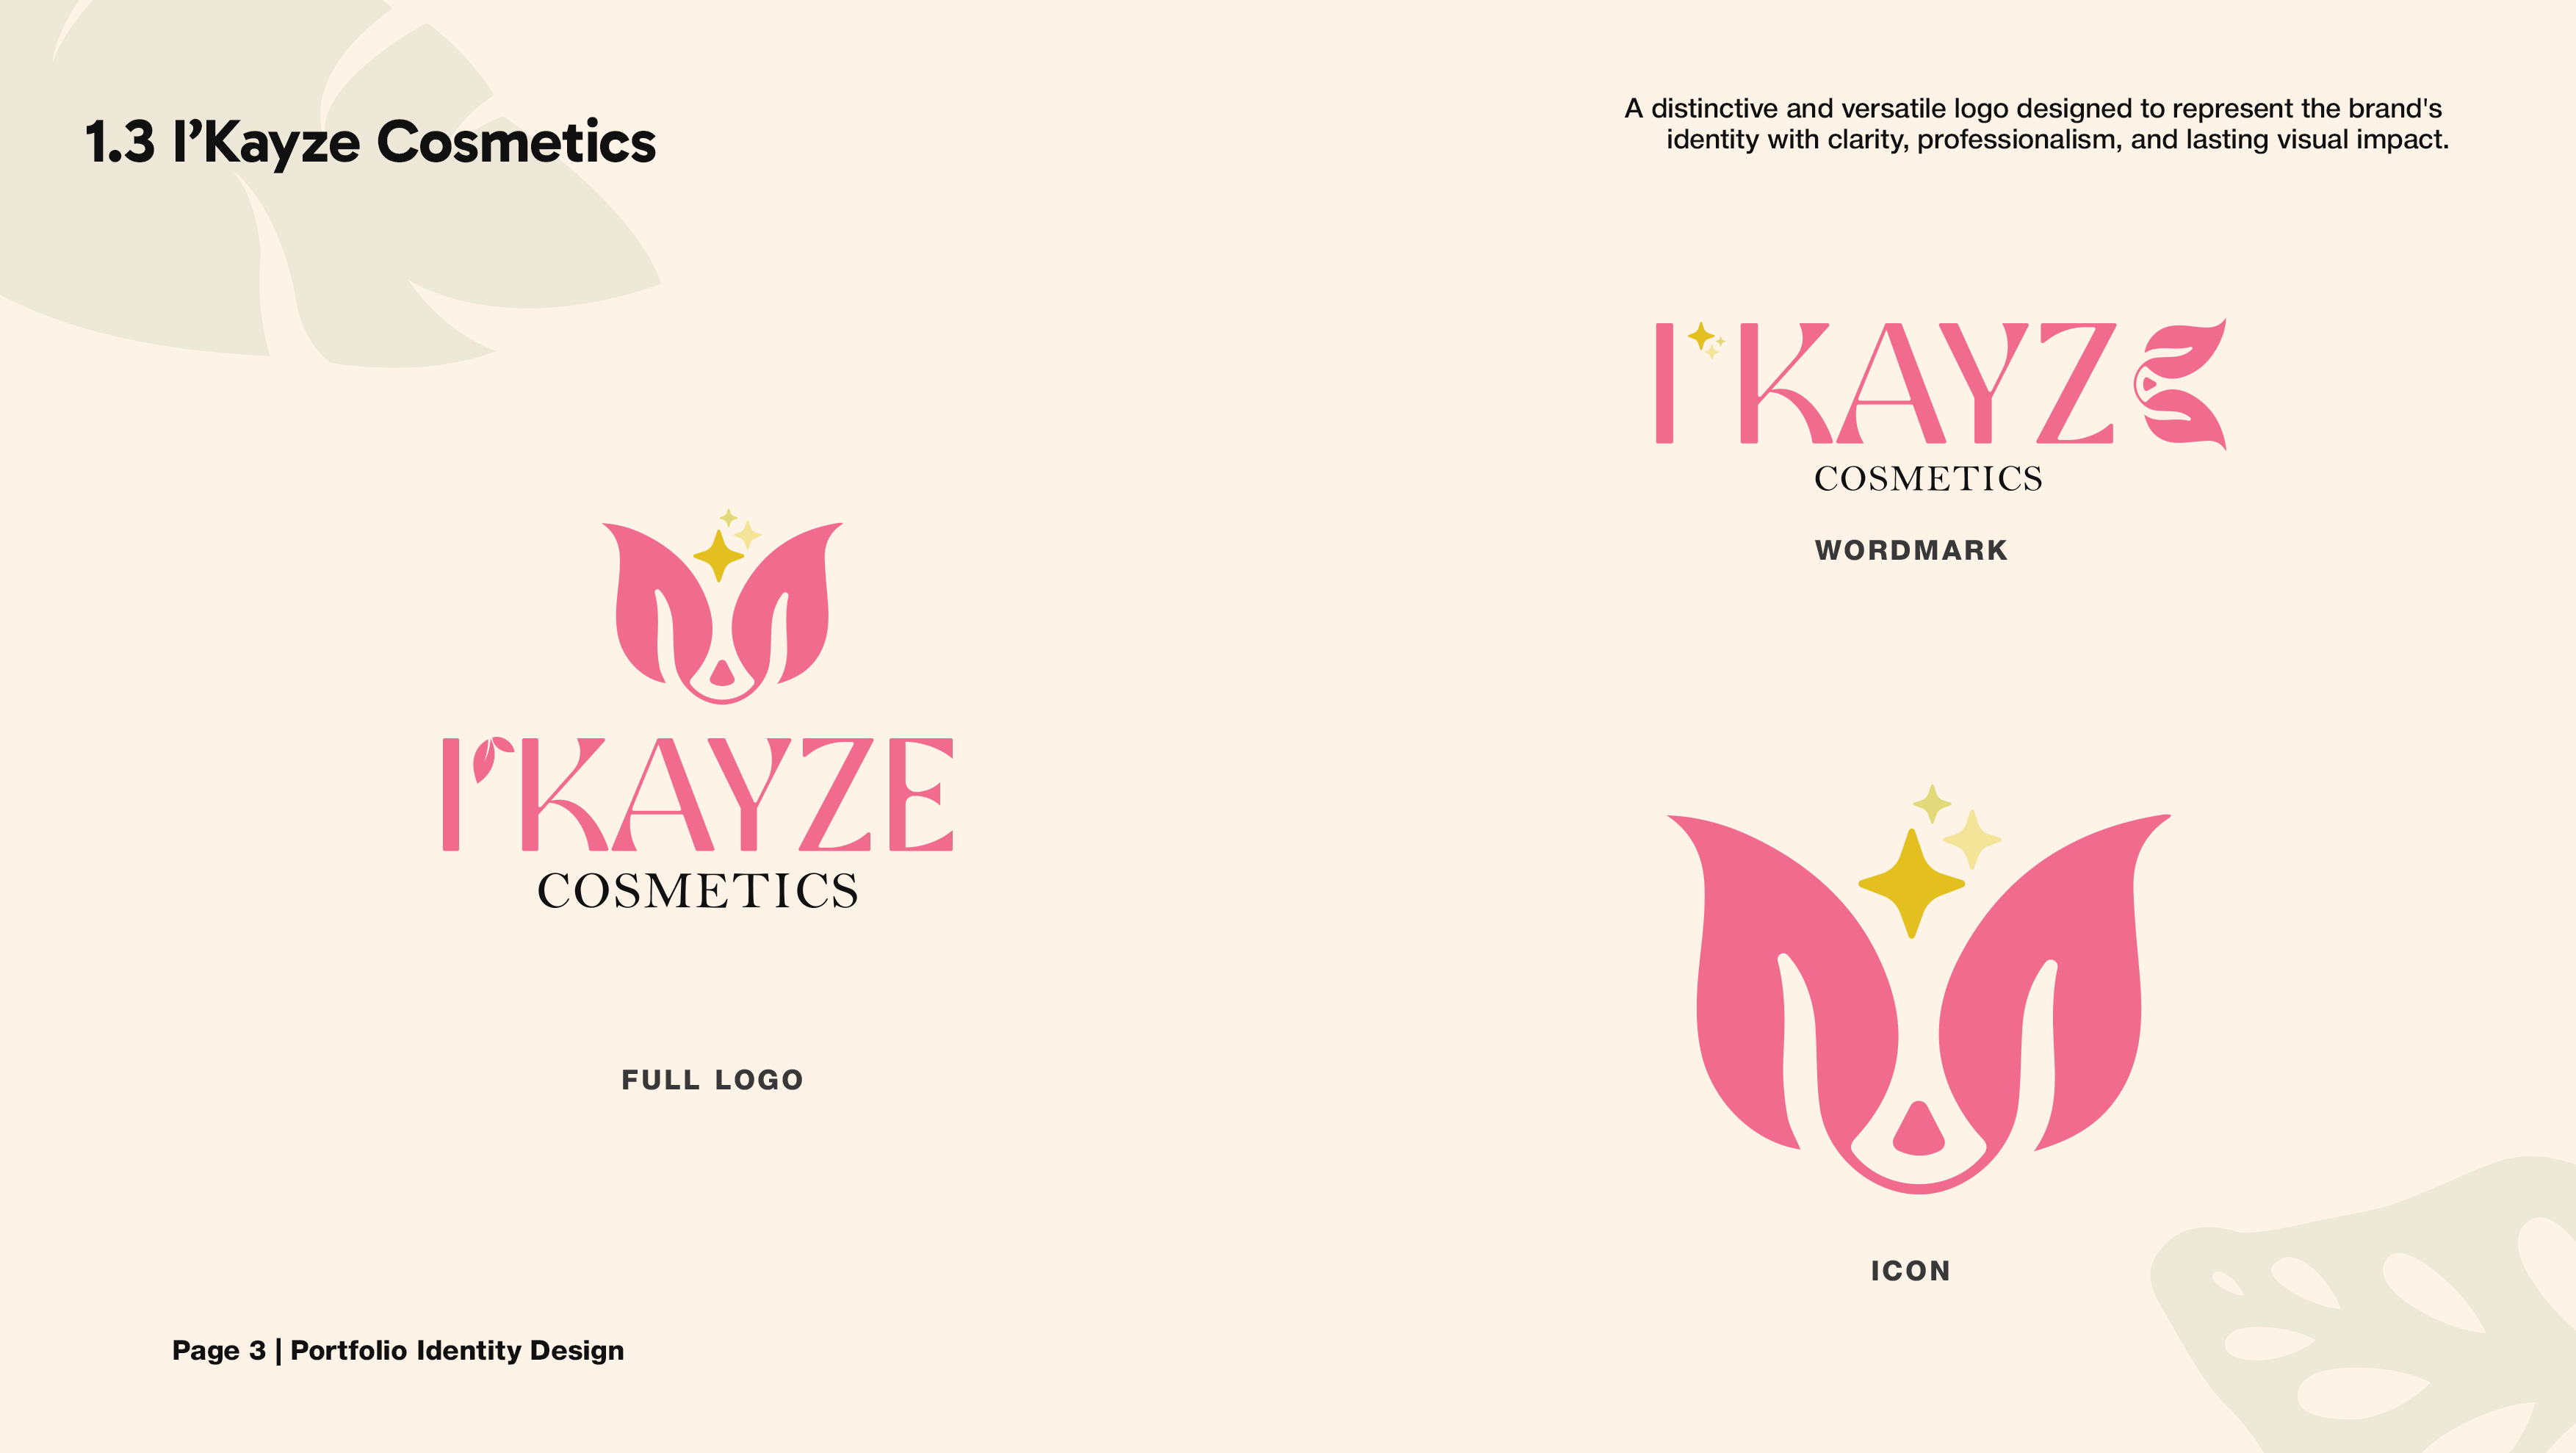 1.3 I’Kayze Cosmetics
A distinctive and versatile logo designed to represent the brand's
identity with clarity, professionalism, and lasting visual impact.
I'KAYZE
COSMETICS
WORDMARK
I'KAYZE
COSMETICS
FULL LOGO
ICON
Page 3 | Portfolio Identity Design